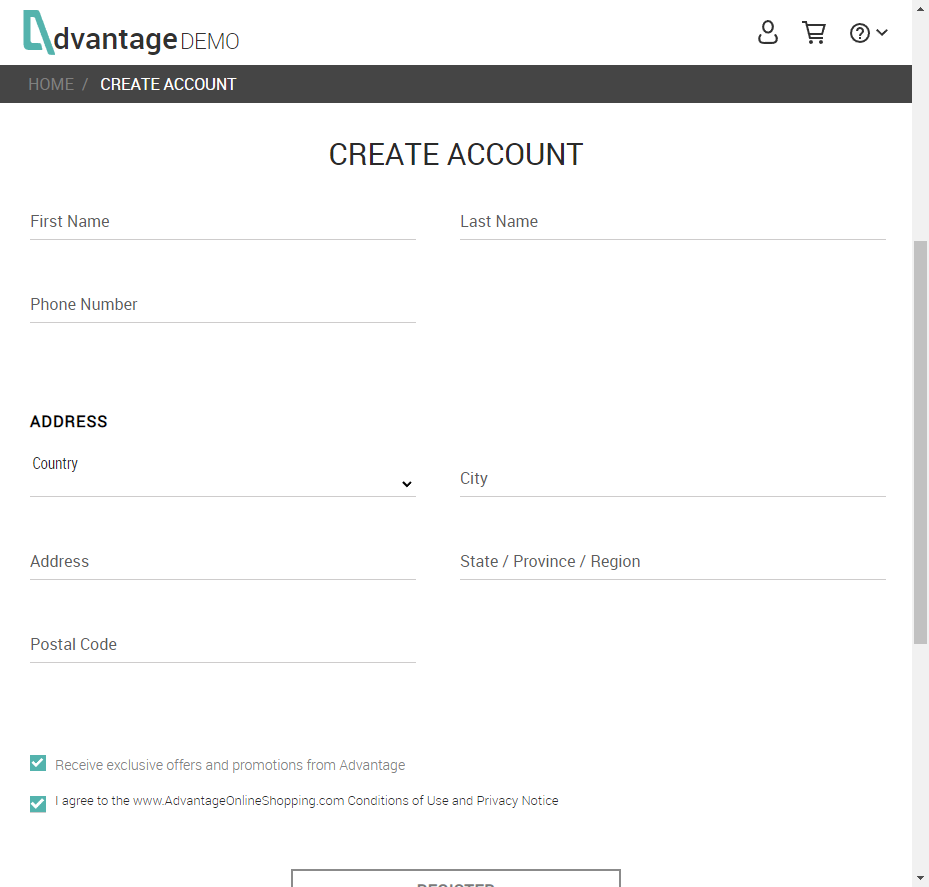 dvantage DEMO
HOME / CREATE ACCOUNT
CREATE ACCOUNT
First Name
Last Name
Phone Number
ADDRESS
Country
City
Address
State / Province / Region
Postal Code
Receive exclusive offers and promotions from Advantage
I agree to the www.AdvantageOnlineShopping.com Conditions of Use and Privacy Notice
REGISTER